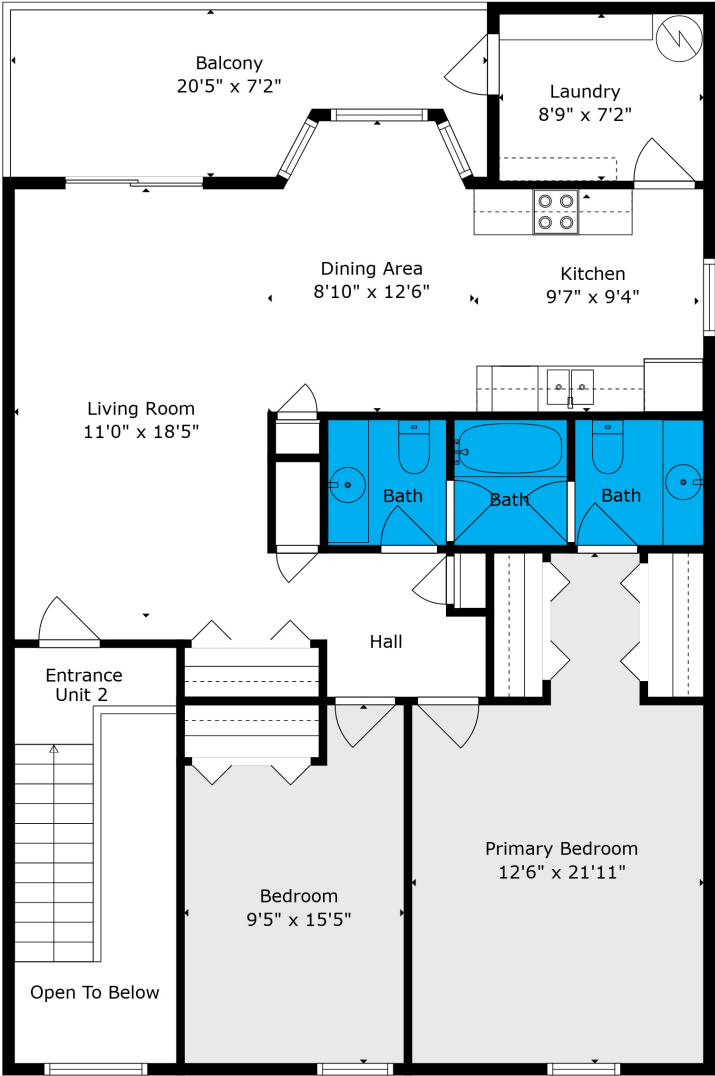 Balcony
20'5" x 7'2"
Laundry
8'9" x 7'2"
Dining Area
8'10" x 12'6"
Kitchen
9'7" x 9'4"
Living Room
11'0" x 18'5"
Bath
Bath
Bath
Hall
Entrance
Unit 2
Primary Bedroom
12'6" x 21'11"
Bedroom
9'5" x 15'5"
Open To Below